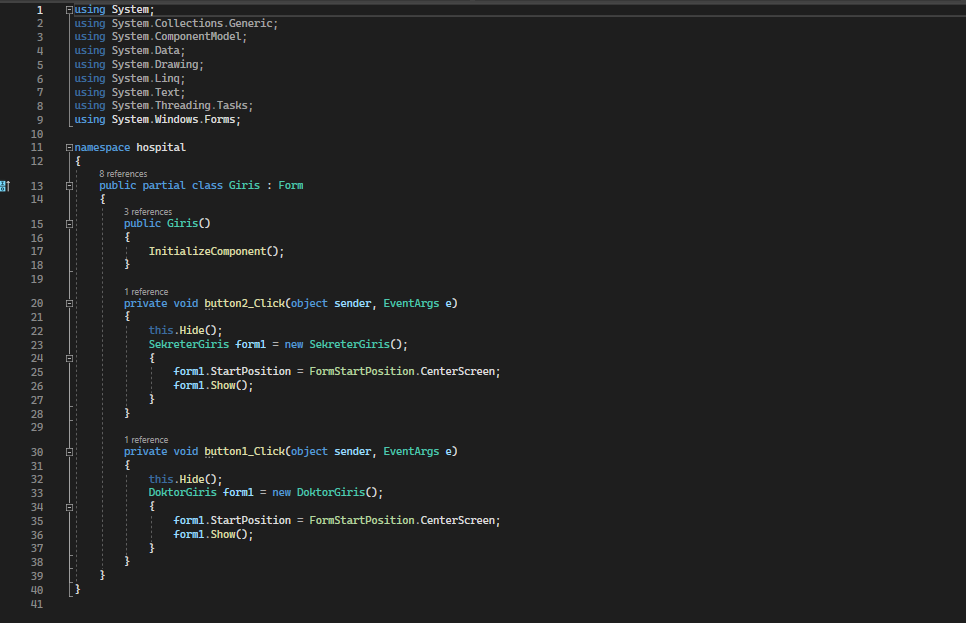 1 using System;
2 using System.Collections.Generic;
3 using System.ComponentModel;
4 using System.Data;
5 using System.Drawing;
6 using System.Linq;
7 using System.Text;
8 using System.Threading.Tasks;
9 using System.Windows.Forms;
10
11 namespace hospital
12 {
8 references
13 public partial class Giris : Form
14 {
3 references
15 public Giris()
16 {
17 InitializeComponent();
18 }
19
1 reference
20 private void button2_Click(object sender, EventArgs e)
21 {
22 this.Hide();
23 SekreterGiris form1 = new SekreterGiris();
24 {
25 form1.StartPosition = FormStartPosition.CenterScreen;
26 form1.Show();
27 }
28 }
29
1 reference
30 private void button1_Click(object sender, EventArgs e)
31 {
32 this.Hide();
33 DoktorGiris form1 = new DoktorGiris();
34 {
35 form1.StartPosition = FormStartPosition.CenterScreen;
36 form1.Show();
37 }
38 }
39 }
40 }
41